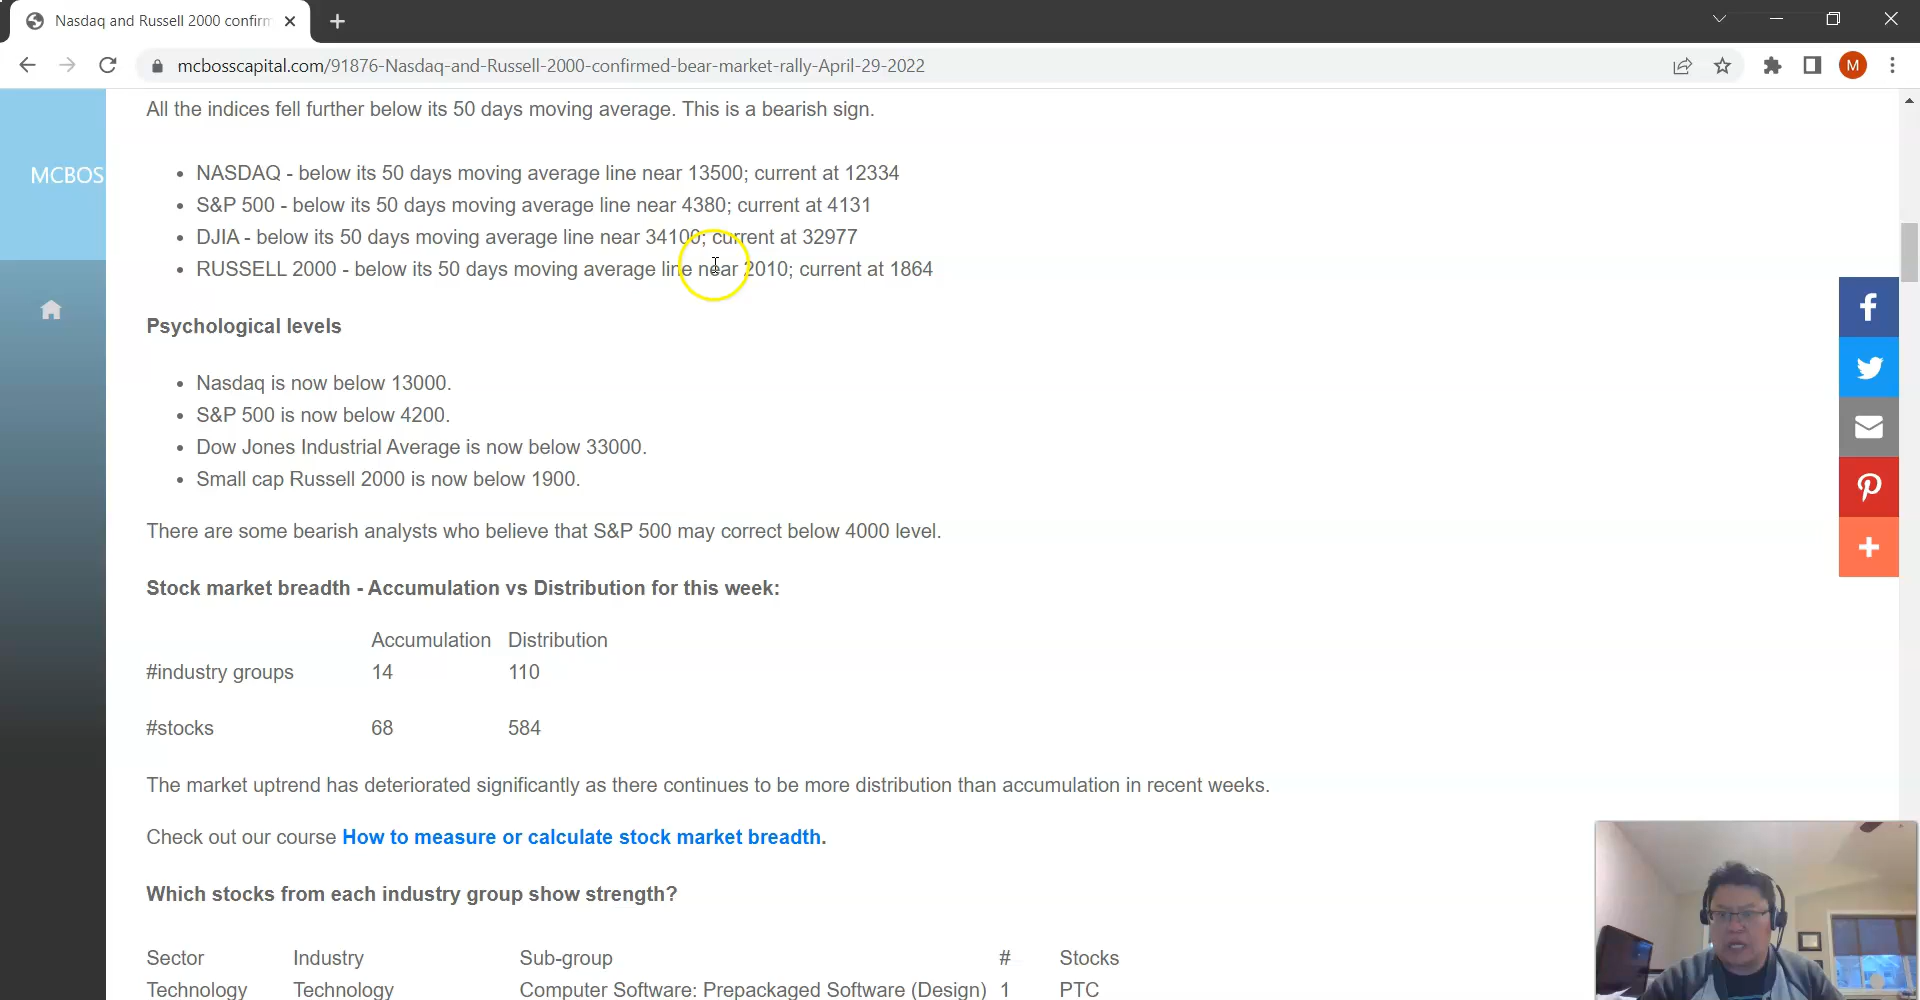 Nasdaq and Russell 2000 confirm
mcbosscapital.com/91876-Nasdaq-and-Russell-2000-confirmed-bear-market-rally-April-29-2022
M
MCBOS
All the indices fell further below its 50 days moving average. This is a bearish sign.
• NASDAQ - below its 50 days moving average line near 13500; current at 12334
• S&P 500 - below its 50 days moving average line near 4380; current at 4131
• DJIA - below its 50 days moving average line near 34100; current at 32977
• RUSSELL 2000 - below its 50 days moving average line near 2010; current at 1864
Psychological levels
• Nasdaq is now below 13000.
• S&P 500 is now below 4200.
• Dow Jones Industrial Average is now below 33000.
• Small cap Russell 2000 is now below 1900.
There are some bearish analysts who believe that S&P 500 may correct below 4000 level.
Stock market breadth - Accumulation vs Distribution for this week:
Accumulation Distribution
#industry groups 14 110
#stocks 68 584
The market uptrend has deteriorated significantly as there continues to be more distribution than accumulation in recent weeks.
Check out our course How to measure or calculate stock market breadth.
Which stocks from each industry group show strength?
Sector Industry Sub-group # Stocks
Technology Technology Computer Software: Prepackaged Software (Design) 1 PTC